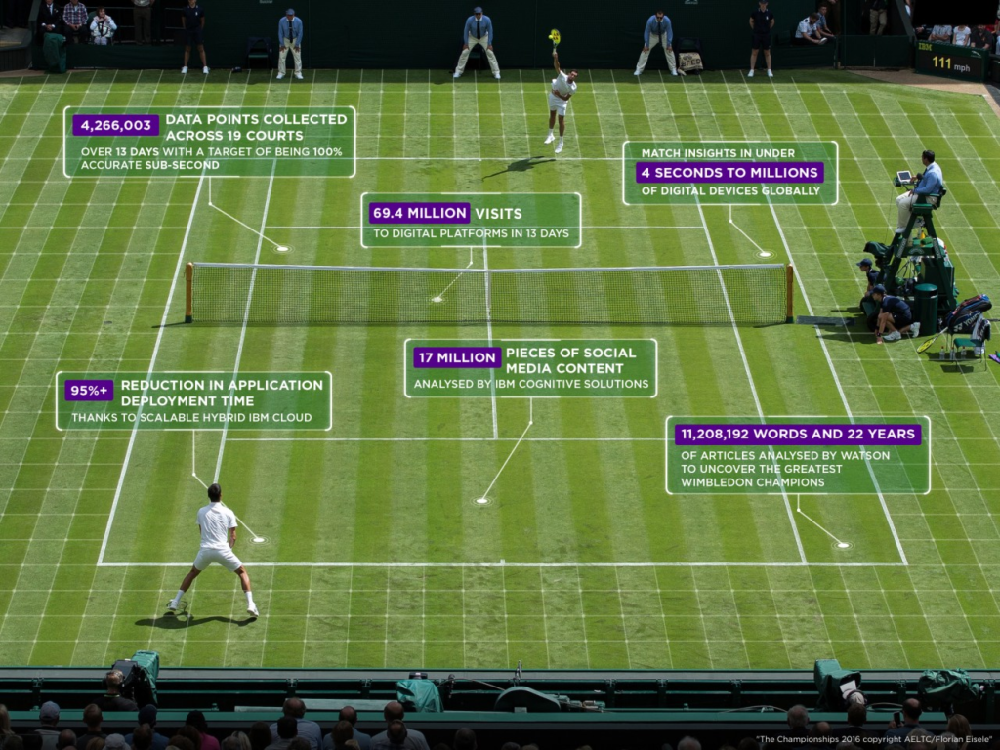 IBM
111 mph
4,266,003 DATA POINTS COLLECTED
ACROSS 19 COURTS
OVER 13 DAYS WITH A TARGET OF BEING 100%
ACCURATE SUB-SECOND
MATCH INSIGHTS IN UNDER
4 SECONDS TO MILLIONS
OF DIGITAL DEVICES GLOBALLY
69.4 MILLION VISITS
TO DIGITAL PLATFORMS IN 13 DAYS
17 MILLION PIECES OF SOCIAL
MEDIA CONTENT
ANALYSED BY IBM COGNITIVE SOLUTIONS
95%+ REDUCTION IN APPLICATION
DEPLOYMENT TIME
THANKS TO SCALABLE HYBRID IBM CLOUD
11,208,192 WORDS AND 22 YEARS
OF ARTICLES ANALYSED BY WATSON
TO UNCOVER THE GREATEST
WIMBLEDON CHAMPIONS
"The Championships 2016 copyright AELTC/Florian Eisele"